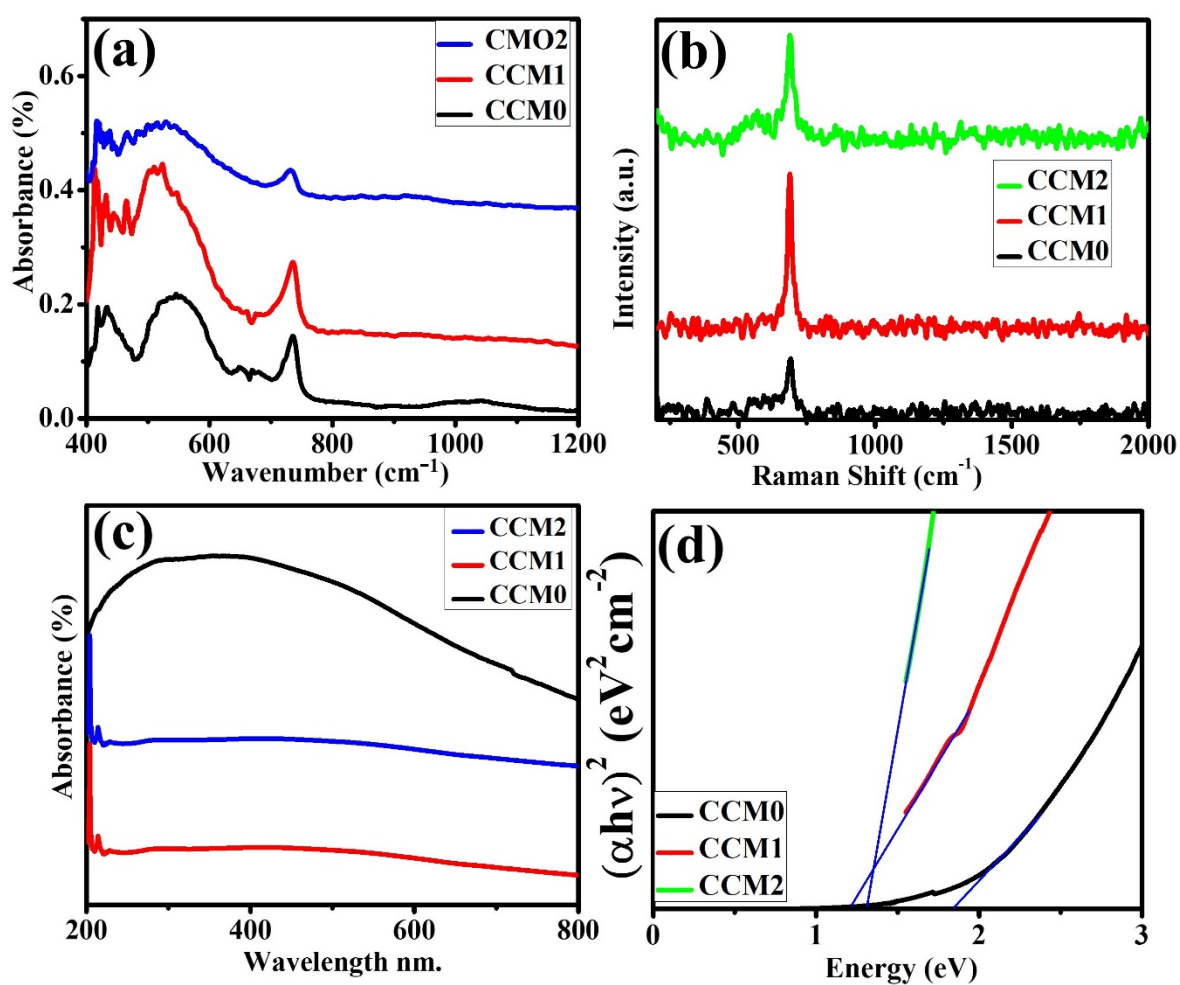 (a)
CMO2
CCM1
CCM0
Absorbance (%)
0.6
0.4
0.2
0.0
400 600 800 1000 1200
Wavenumber (cm⁻¹)
(b)
CCM2
CCM1
CCM0
Intensity (a.u.)
500 1000 1500 2000
Raman Shift (cm⁻¹)
(c)
CCM2
CCM1
CCM0
Absorbance (%)
200 400 600 800
Wavelength nm.
(d)
(αhν)² (eV²cm⁻²)
CCM0
CCM1
CCM2
0 1 2 3
Energy (eV)